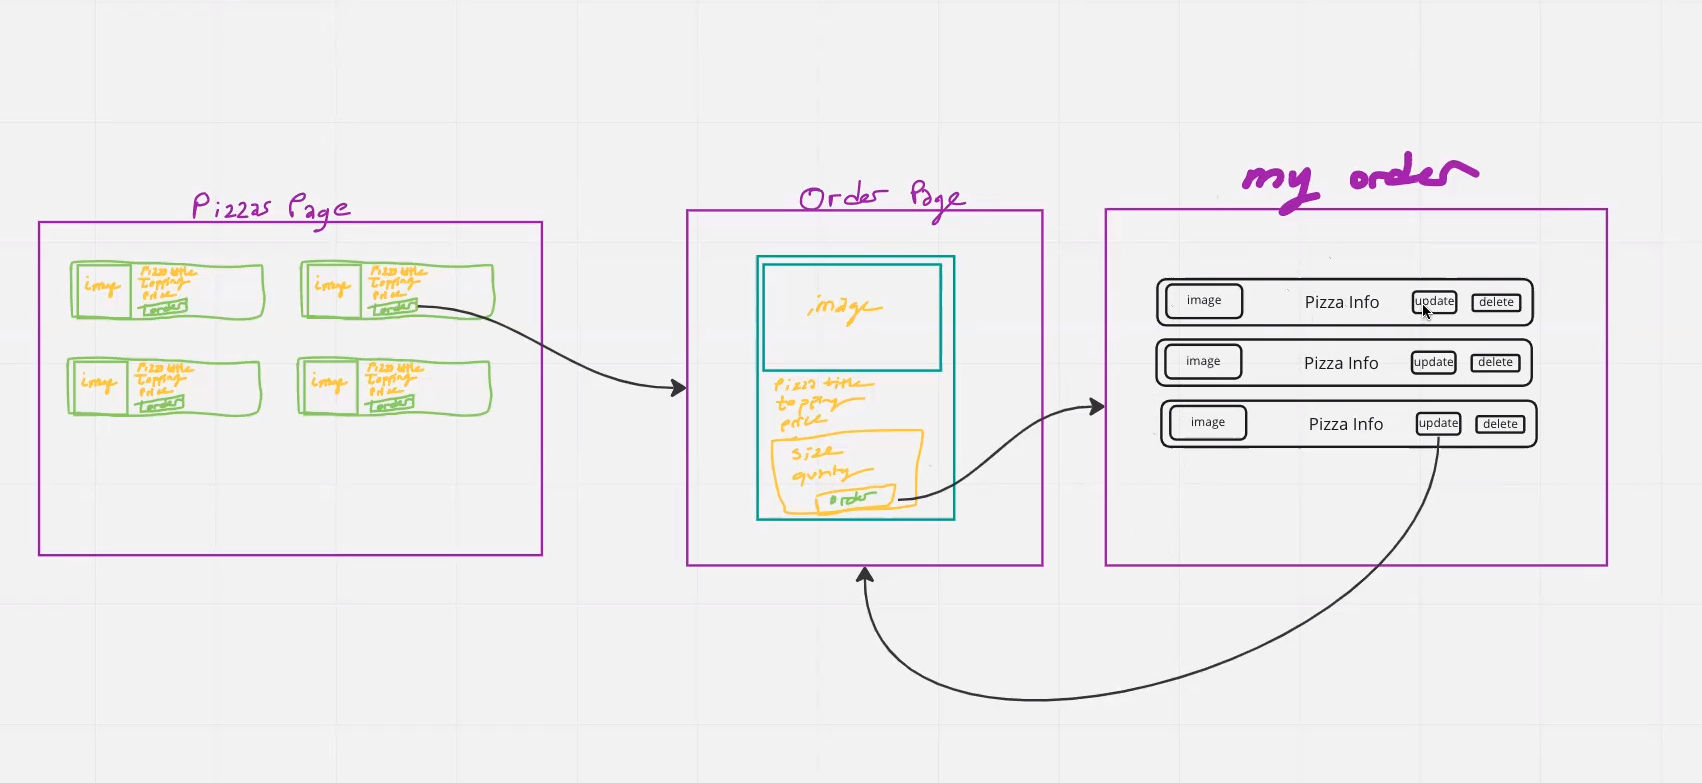 Pizzas Page
image
Pizza title
Topping
Price
order
image
Pizza title
Topping
Price
order
image
Pizza title
Topping
Price
order
image
Pizza title
Topping
Price
order
Order Page
image
Pizza title
topping
price
size
order
my order
image
Pizza Info
update
delete
image
Pizza Info
update
delete
image
Pizza Info
update
delete